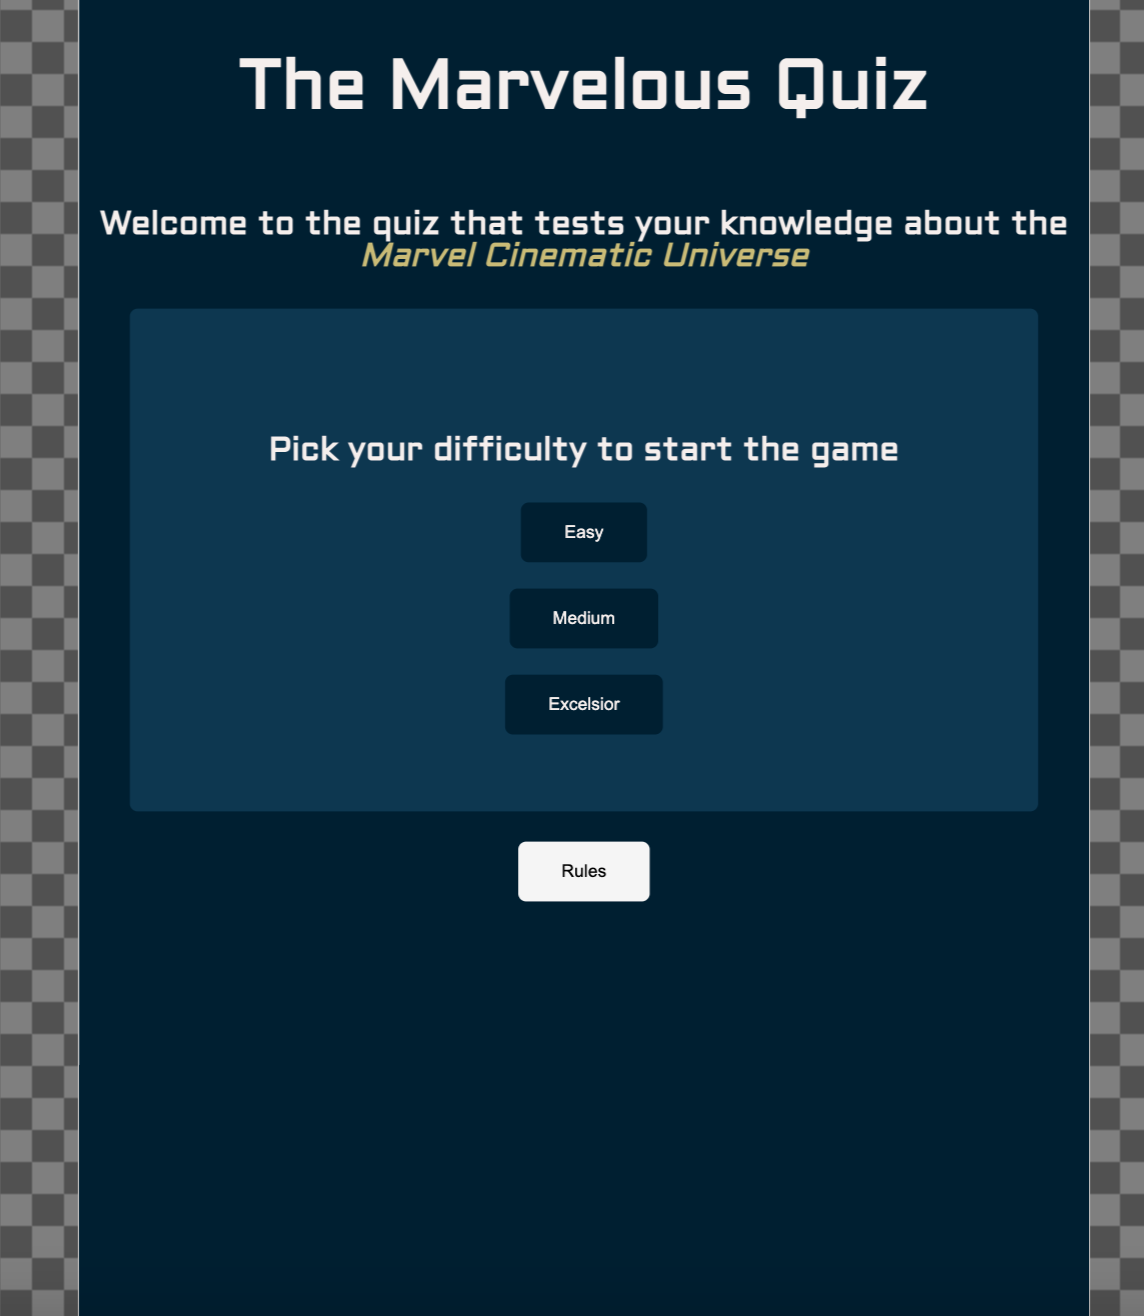 The Marvelous Quiz
Welcome to the quiz that tests your knowledge about the
Marvel Cinematic Universe
Pick your difficulty to start the game
Easy
Medium
Excelsior
Rules